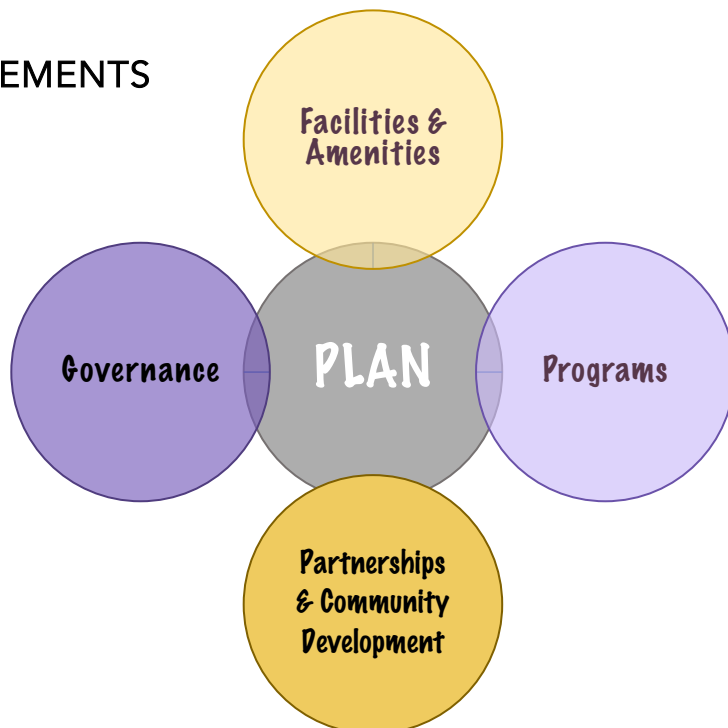 EMENTS
Facilities &
Amenities
Governance
PLAN
Programs
Partnerships
& Community
Development